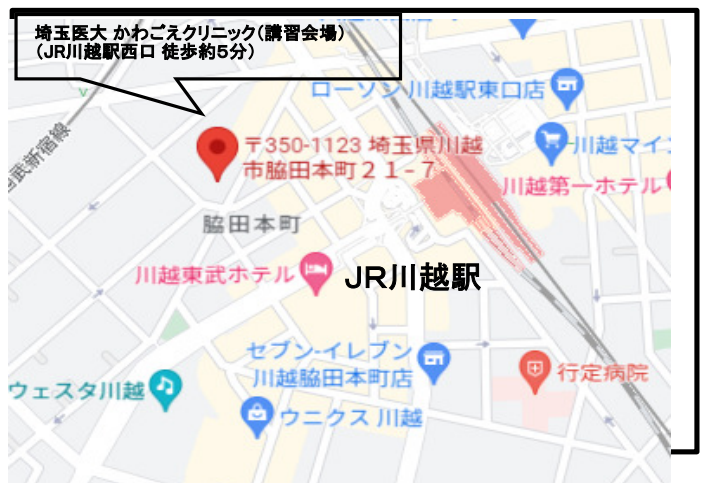 埼玉医大 かわごえクリニック(講習会場)
(JR川越駅西口 徒歩約5分)
ローソン 川越駅東口店
武新宿線
〒350-1123 埼玉県川越
市脇田本町21-7
川越マイン
川越第一ホテル
脇田本町
川越東武ホテル
JR川越駅
セブン-イレブン
川越脇田本町店
行定病院
ウェスタ川越
ウニクス 川越